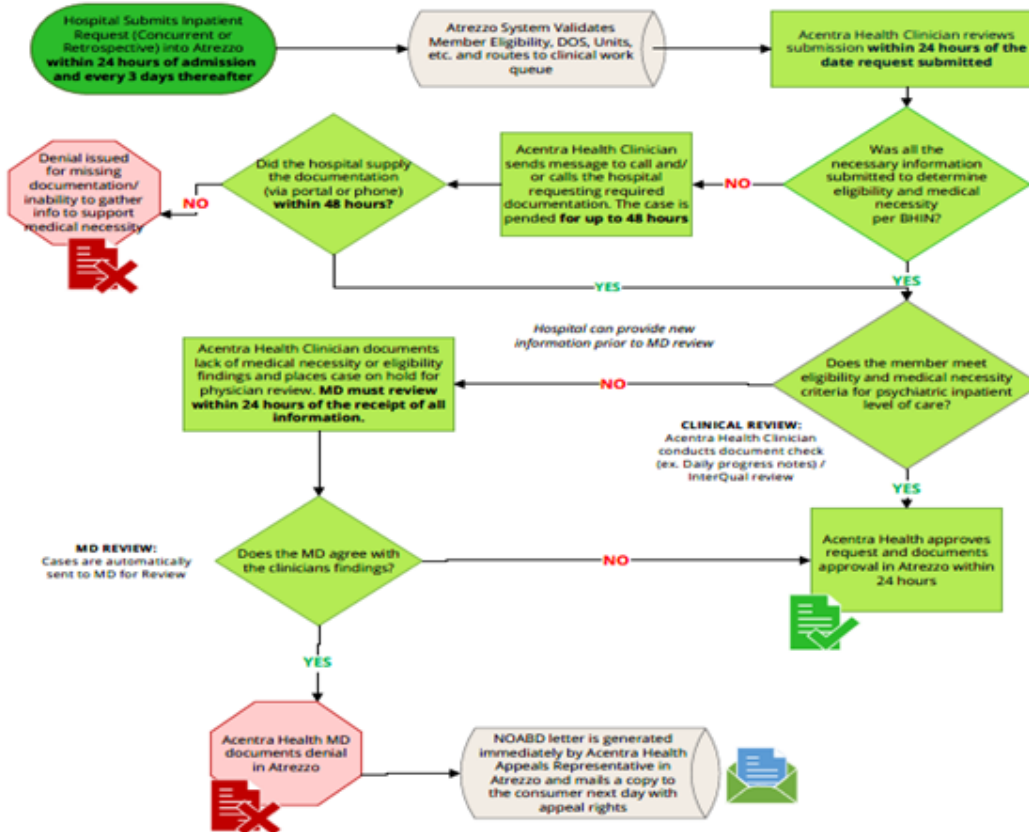 Hospital Submits Inpatient
Request (Concurrent or
Retrospective) into Atrezzo
within 24 hours of admission
and every 3 days thereafter
Atrezzo System Validates
Member Eligibility, DOS, Units,
etc. and routes to clinical work
queue
Acentra Health Clinician reviews
submission within 24 hours of the
date request submitted
Was all the
necessary information
submitted to determine
eligibility and medical
necessity
per BHIN?
NO
Acentra Health Clinician
sends message to call and/
or calls the hospital
requesting required
documentation. The case is
pended for up to 48 hours
Did the hospital supply
the documentation
(via portal or phone)
within 48 hours?
NO
Denial issued
for missing
documentation/
inability to gather
info to support
medical necessity
YES
YES
Does the member meet
eligibility and medical necessity
criteria for psychiatric inpatient
level of care?
Hospital can provide new
information prior to MD review
NO
Acentra Health Clinician documents
lack of medical necessity or eligibility
findings and places case on hold for
physician review. MD must review
within 24 hours of the receipt of all
information.
CLINICAL REVIEW:
Acentra Health Clinician
conducts document check
(ex. Daily progress notes) /
InterQual review
YES
Acentra Health approves
request and documents
approval in Atrezzo within
24 hours
MD REVIEW:
Cases are automatically
sent to MD for Review
Does the MD agree with
the clinicians findings?
NO
YES
Acentra Health MD
documents denial
in Atrezzo
NOABD letter is generated
immediately by Acentra Health
Appeals Representative in
Atrezzo and mails a copy to
the consumer next day with
appeal rights